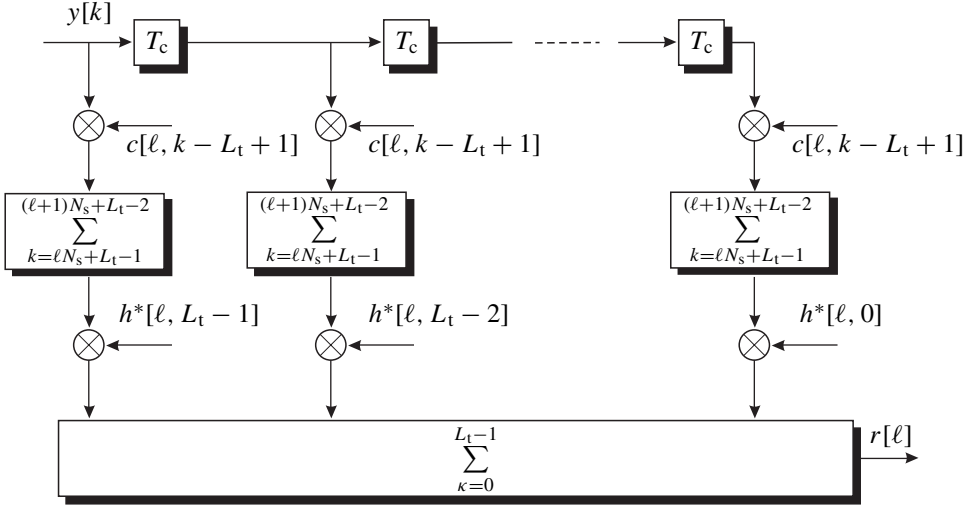 y[k]
T_c T_c T_c
c[ℓ, k − L_t + 1] c[ℓ, k − L_t + 1] c[ℓ, k − L_t + 1]
(ℓ+1)N_s+L_t−2 (ℓ+1)N_s+L_t−2 (ℓ+1)N_s+L_t−2
∑ ∑ ∑
k=ℓN_s+L_t−1 k=ℓN_s+L_t−1 k=ℓN_s+L_t−1
h*[ℓ, L_t − 1] h*[ℓ, L_t − 2] h*[ℓ, 0]
L_t−1
∑
κ=0
r[ℓ]